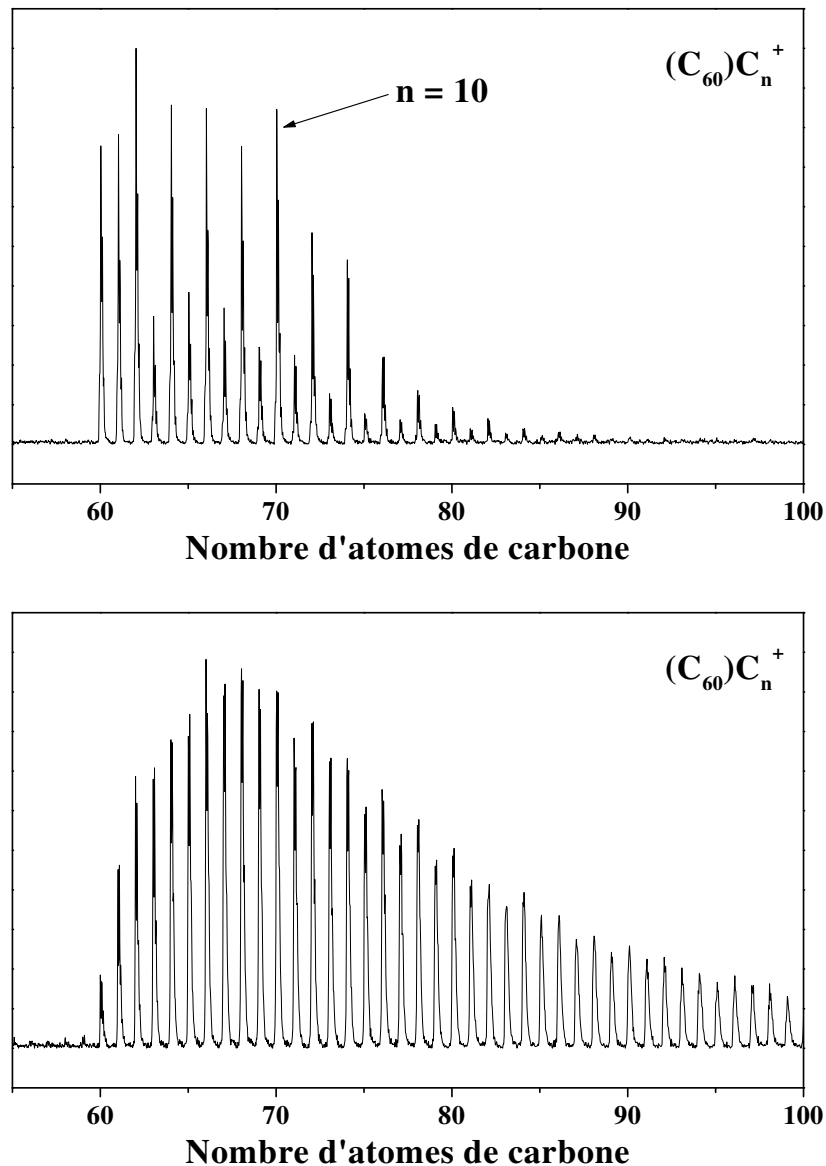 (C₆₀)Cₙ⁺
n = 10
60 70 80 90 100
Nombre d'atomes de carbone
(C₆₀)Cₙ⁺
60 70 80 90 100
Nombre d'atomes de carbone